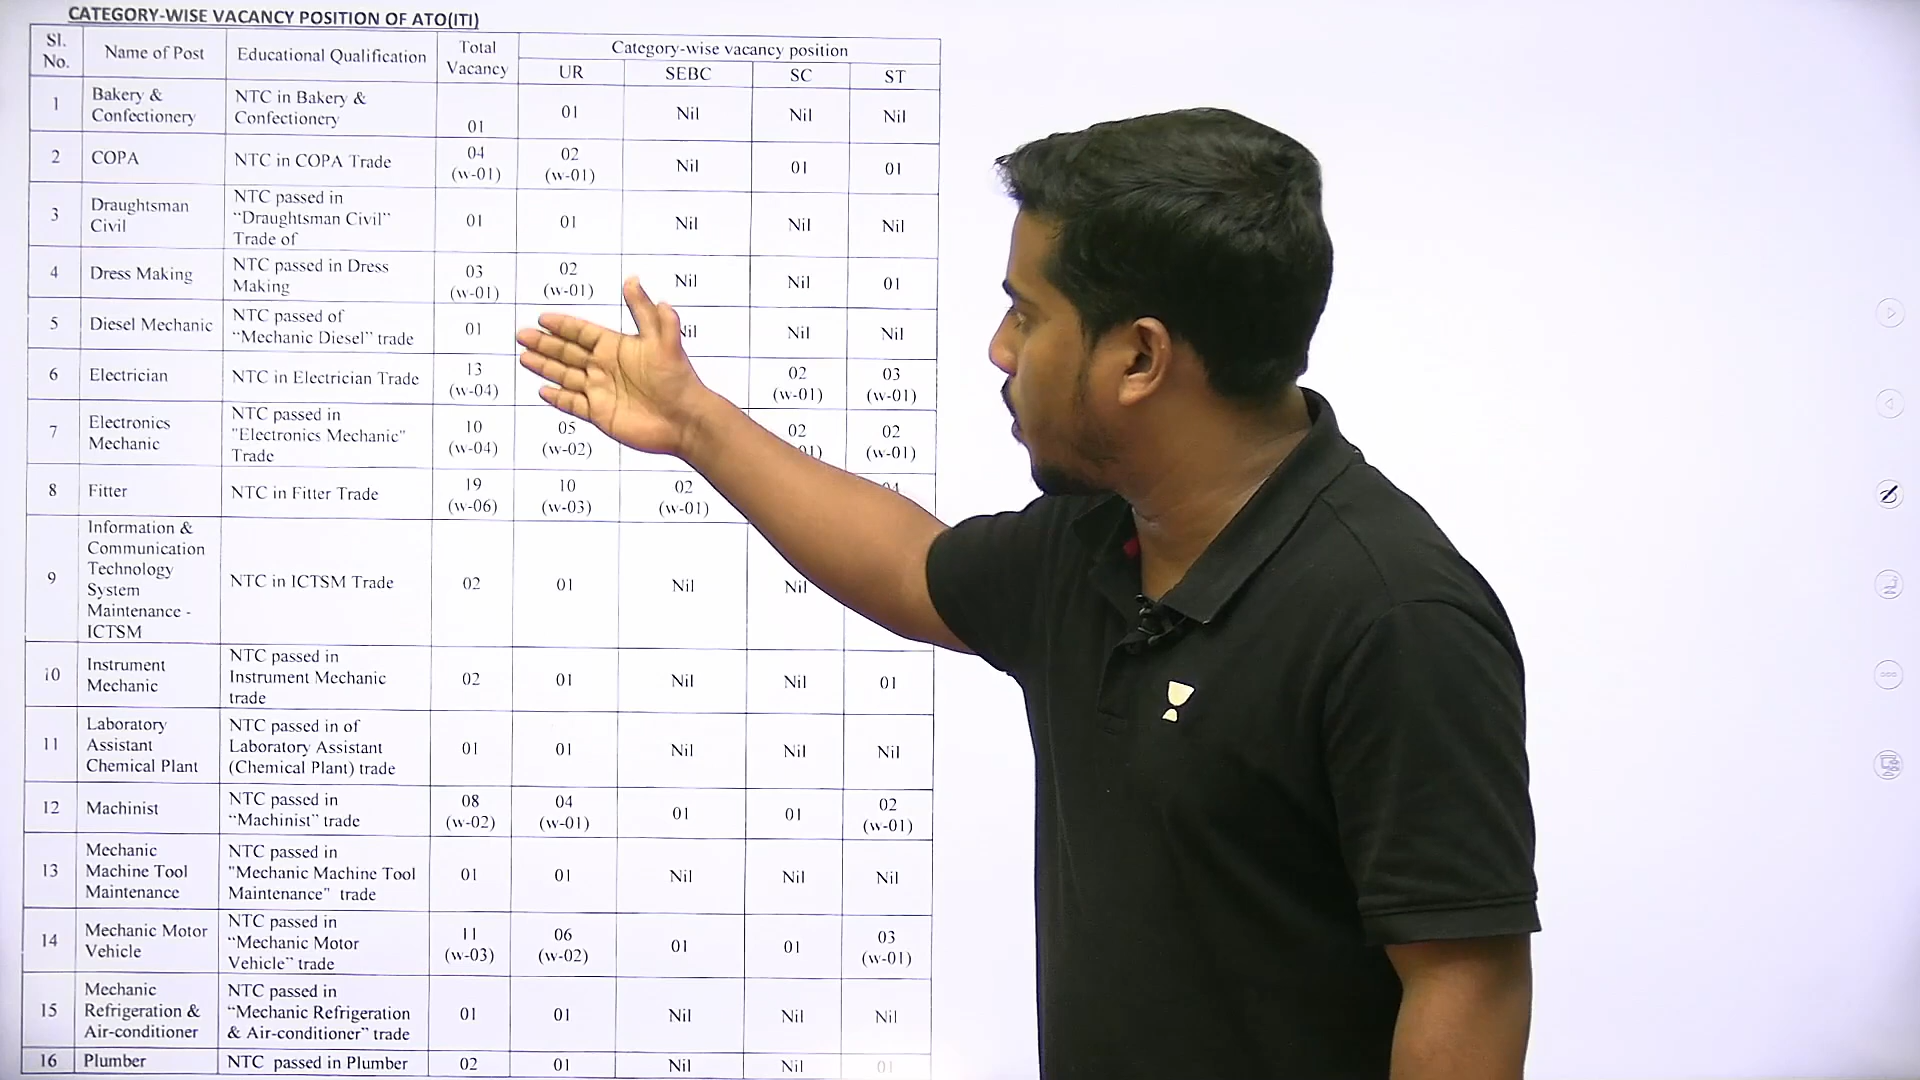 CATEGORY-WISE VACANCY POSITION OF ATO(ITI)
Sl. No. Name of Post Educational Qualification Total Vacancy Category-wise vacancy position
UR SEBC SC ST
1 Bakery & Confectionery NTC in Bakery & Confectionery 01 01 Nil Nil Nil
2 COPA NTC in COPA Trade 04 (w-01) 02 (w-01) Nil 01 01
3 Draughtsman Civil NTC passed in "Draughtsman Civil" Trade of 01 01 Nil Nil Nil
4 Dress Making NTC passed in Dress Making 03 (w-01) 02 (w-01) Nil Nil 01
5 Diesel Mechanic NTC passed of "Mechanic Diesel" trade 01 Nil Nil Nil
6 Electrician NTC in Electrician Trade 13 (w-04) 02 (w-01) 03 (w-01)
7 Electronics Mechanic NTC passed in "Electronics Mechanic" Trade 10 (w-04) 05 (w-02) 02 02 (w-01)
8 Fitter NTC in Fitter Trade 19 (w-06) 10 (w-03) 02 (w-01)
9 Information & Communication Technology System Maintenance - ICTSM NTC in ICTSM Trade 02 01 Nil Nil
10 Instrument Mechanic NTC passed in Instrument Mechanic trade 02 01 Nil Nil 01
11 Laboratory Assistant Chemical Plant NTC passed in of Laboratory Assistant (Chemical Plant) trade 01 01 Nil Nil Nil
12 Machinist NTC passed in "Machinist" trade 08 (w-02) 04 (w-01) 01 01 02 (w-01)
13 Mechanic Machine Tool Maintenance NTC passed in "Mechanic Machine Tool Maintenance" trade 01 01 Nil Nil Nil
14 Mechanic Motor Vehicle NTC passed in "Mechanic Motor Vehicle" trade 11 (w-03) 06 (w-02) 01 01 03 (w-01)
15 Mechanic Refrigeration & Air-conditioner NTC passed in "Mechanic Refrigeration & Air-conditioner" trade 01 01 Nil Nil Nil
16 Plumber NTC passed in Plumber 02 01 Nil Nil 01